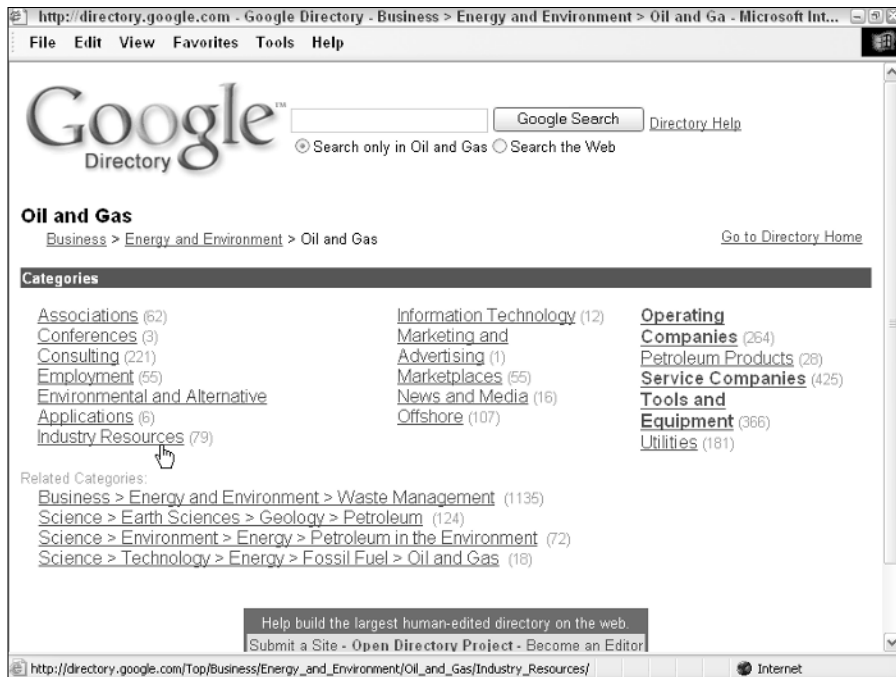 http://directory.google.com - Google Directory - Business > Energy and Environment > Oil and Ga - Microsoft Int...
File Edit View Favorites Tools Help
Google™
Directory
Google Search
Directory Help
Search only in Oil and Gas Search the Web
Oil and Gas
Business > Energy and Environment > Oil and Gas
Go to Directory Home
Categories
Associations (62)
Conferences (3)
Consulting (221)
Employment (55)
Environmental and Alternative
Applications (6)
Industry Resources (79)
Information Technology (12)
Marketing and
Advertising (1)
Marketplaces (55)
News and Media (16)
Offshore (107)
Operating
Companies (264)
Petroleum Products (28)
Service Companies (425)
Tools and
Equipment (366)
Utilities (181)
Related Categories:
Business > Energy and Environment > Waste Management (1135)
Science > Earth Sciences > Geology > Petroleum (124)
Science > Environment > Energy > Petroleum in the Environment (72)
Science > Technology > Energy > Fossil Fuel > Oil and Gas (18)
Help build the largest human-edited directory on the web.
Submit a Site - Open Directory Project - Become an Editor
http://directory.google.com/Top/Business/Energy_and_Environment/Oil_and_Gas/Industry_Resources/
Internet